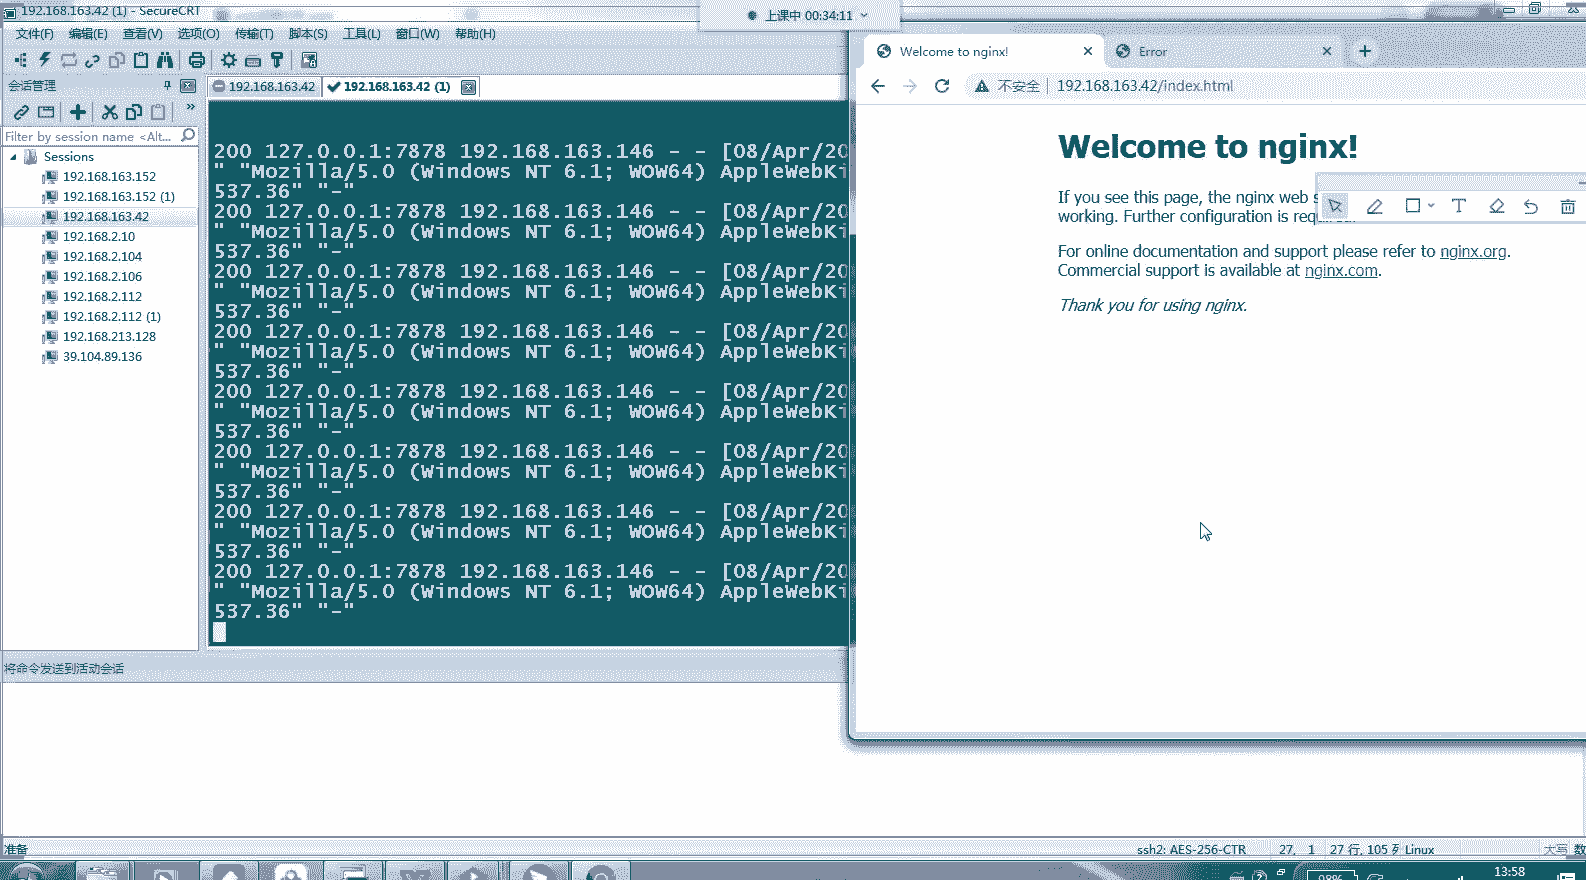 192.168.163.42 (1) - SecureCRT
上课中 00:34:11
文件(F) 编辑(E) 查看(V) 选项(O) 传输(T) 脚本(S) 工具(L) 窗口(W) 帮助(H)
会话管理
192.168.163.42
192.168.163.42 (1)
Filter by session name <Alt...
Sessions
192.168.163.152
192.168.163.152 (1)
192.168.163.42
192.168.2.10
192.168.2.104
192.168.2.106
192.168.2.112
192.168.2.112 (1)
192.168.213.128
39.104.89.136
200 127.0.0.1:7878 192.168.163.146 - - [08/Apr/20
" "Mozilla/5.0 (Windows NT 6.1; WOW64) AppleWebKi
537.36" "-"
200 127.0.0.1:7878 192.168.163.146 - - [08/Apr/20
" "Mozilla/5.0 (Windows NT 6.1; WOW64) AppleWebKi
537.36" "-"
200 127.0.0.1:7878 192.168.163.146 - - [08/Apr/20
" "Mozilla/5.0 (Windows NT 6.1; WOW64) AppleWebKi
537.36" "-"
200 127.0.0.1:7878 192.168.163.146 - - [08/Apr/20
" "Mozilla/5.0 (Windows NT 6.1; WOW64) AppleWebKi
537.36" "-"
200 127.0.0.1:7878 192.168.163.146 - - [08/Apr/20
" "Mozilla/5.0 (Windows NT 6.1; WOW64) AppleWebKi
537.36" "-"
200 127.0.0.1:7878 192.168.163.146 - - [08/Apr/20
" "Mozilla/5.0 (Windows NT 6.1; WOW64) AppleWebKi
537.36" "-"
200 127.0.0.1:7878 192.168.163.146 - - [08/Apr/20
" "Mozilla/5.0 (Windows NT 6.1; WOW64) AppleWebKi
537.36" "-"
200 127.0.0.1:7878 192.168.163.146 - - [08/Apr/20
" "Mozilla/5.0 (Windows NT 6.1; WOW64) AppleWebKi
537.36" "-"
Welcome to nginx!
Error
不安全 192.168.163.42/index.html
Welcome to nginx!
If you see this page, the nginx web s
working. Further configuration is required.
For online documentation and support please refer to nginx.org.
Commercial support is available at nginx.com.
Thank you for using nginx.
将命令发送到活动会话
准备
ssh2: AES-256-CTR
27, 1
27 行, 105 列
Linux
大写 数
98%
13:58